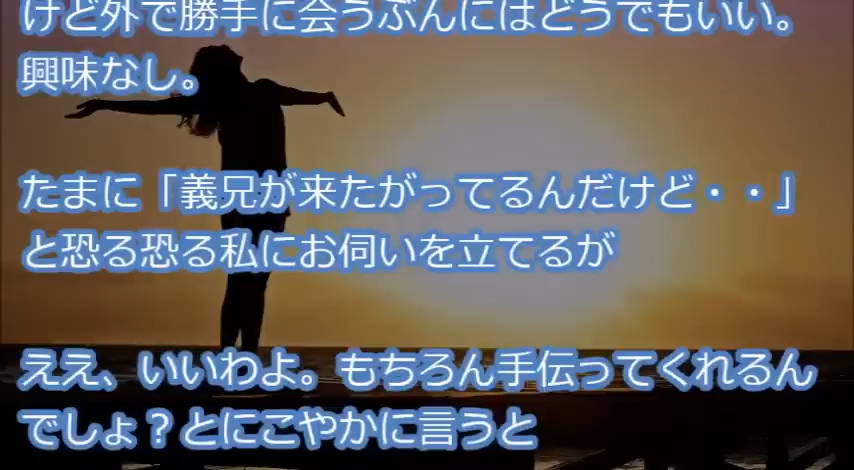 けど外で勝手に会うぶんにはどうでもいい。
興味なし。
たまに「義兄が来たがってるんだけど・・」
と恐る恐る私にお伺いを立てるが
ええ、いいわよ。もちろん手伝ってくれるん
でしょ？とにこやかに言うと